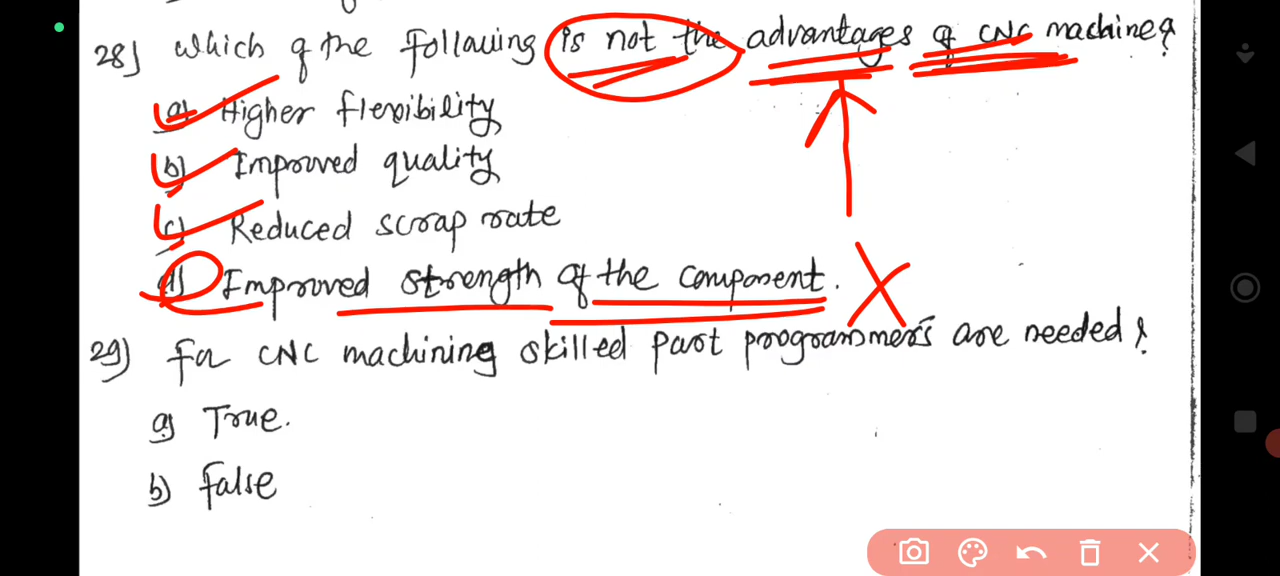 28) Which of the following is not the advantages of CNC machine?
a) Higher flexibility
b) Improved quality
c) Reduced scrap rate
d) Improved strength of the component.
29) For CNC machining skilled part programmers are needed?
a) True.
b) False